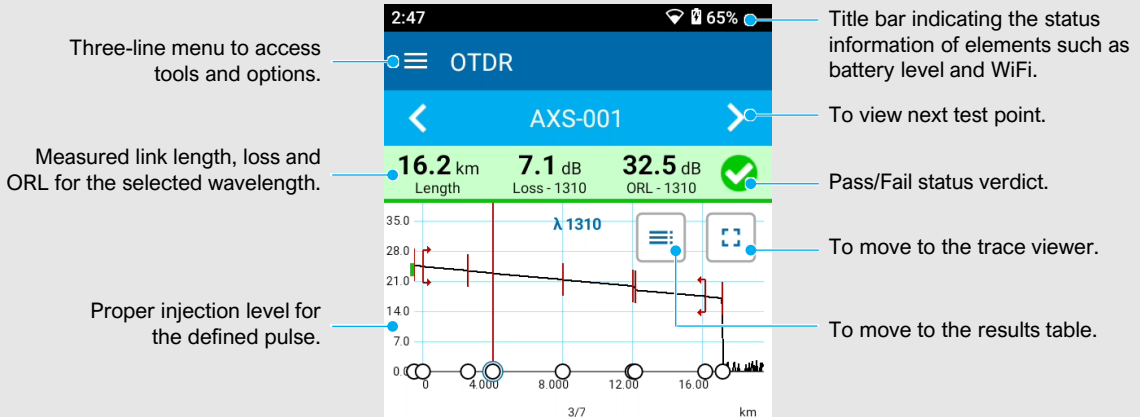 2:47
65%
Title bar indicating the status
information of elements such as
battery level and WiFi.
Three-line menu to access
tools and options.
OTDR
AXS-001
To view next test point.
Measured link length, loss and
ORL for the selected wavelength.
16.2 km
Length
7.1 dB
Loss - 1310
32.5 dB
ORL - 1310
Pass/Fail status verdict.
35.0
λ 1310
28.0
To move to the trace viewer.
21.0
14.0
Proper injection level for
the defined pulse.
To move to the results table.
7.0
0.0
0
4.000
8.000
12.00
16.00
3/7
km